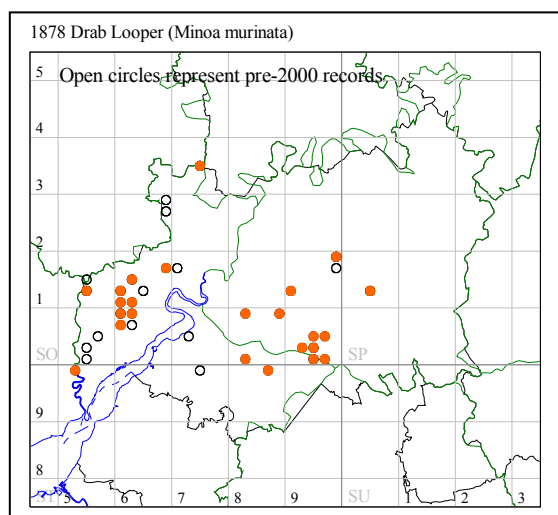 1878 Drab Looper (Minoa murinata)
5
Open circles represent pre-2000 records
4
3
2
1
SO SP
9
8
ST 5 6 7 8 9 SU 1 2 3